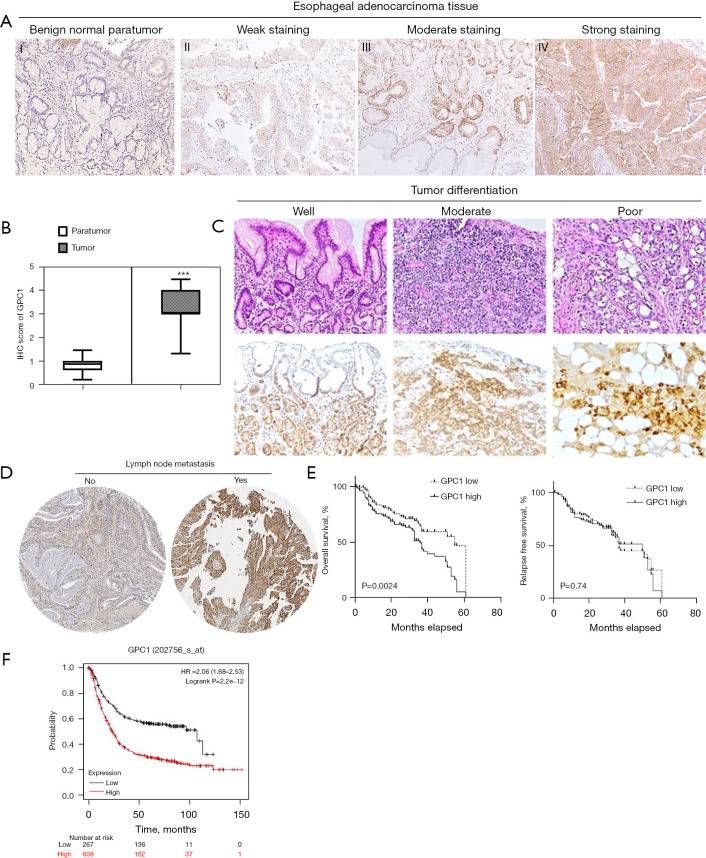 Esophageal adenocarcinoma tissue
A
Benign normal paratumor
Weak staining
Moderate staining
Strong staining
I
II
III
IV
B
Paratumor
Tumor
***
IHC score of GPC1
5
4
3
2
1
0
C
Tumor differentiation
Well
Moderate
Poor
D
Lymph node metastasis
No
Yes
E
GPC1 low
GPC1 high
Overall survival, %
100
50
0
P=0.0024
0 20 40 60 80
Months elapsed
GPC1 low
GPC1 high
Relapse free survival, %
100
50
0
P=0.74
0 20 40 60 80
Months elapsed
F
GPC1 (202756_s_at)
HR =2.06 (1.68–2.53)
Logrank P=2.2e−12
Probability
1.0
0.8
0.6
0.4
0.2
0.0
Expression
Low
High
0 50 100 150
Time, months
Number at risk
Low 267 136 11 0
High 608 162 37 1